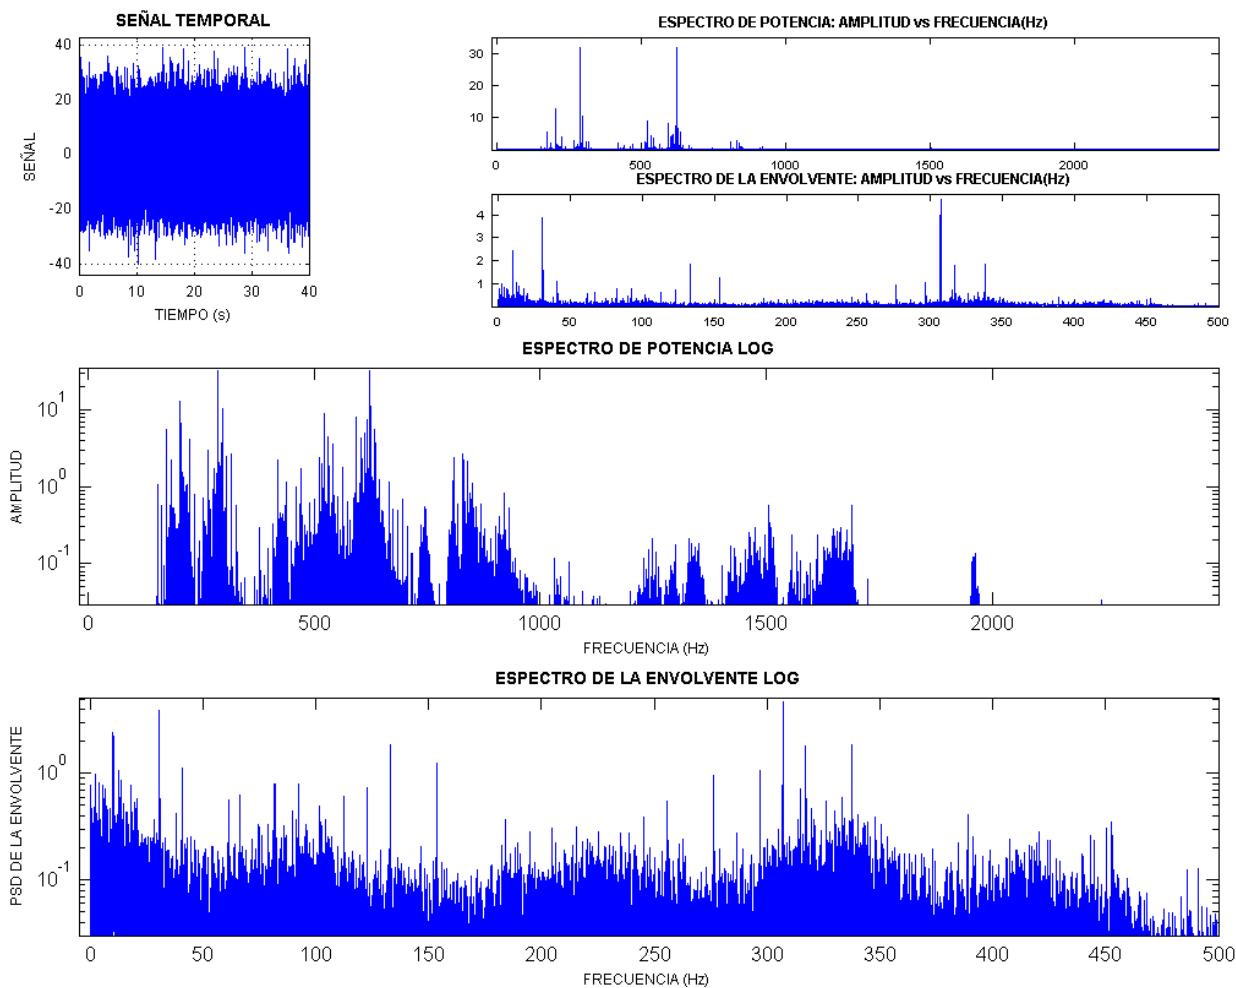 SEÑAL TEMPORAL
40
20
0
-20
-40
SEÑAL
0 10 20 30 40
TIEMPO (s)
ESPECTRO DE POTENCIA: AMPLITUD vs FRECUENCIA(Hz)
30
20
10
0 500 1000 1500 2000
ESPECTRO DE LA ENVOLVENTE: AMPLITUD vs FRECUENCIA(Hz)
4
3
2
1
0 50 100 150 200 250 300 350 400 450 500
ESPECTRO DE POTENCIA LOG
10^1
10^0
10^-1
AMPLITUD
0 500 1000 1500 2000
FRECUENCIA (Hz)
ESPECTRO DE LA ENVOLVENTE LOG
10^0
10^-1
PSD DE LA ENVOLVENTE
0 50 100 150 200 250 300 350 400 450 500
FRECUENCIA (Hz)